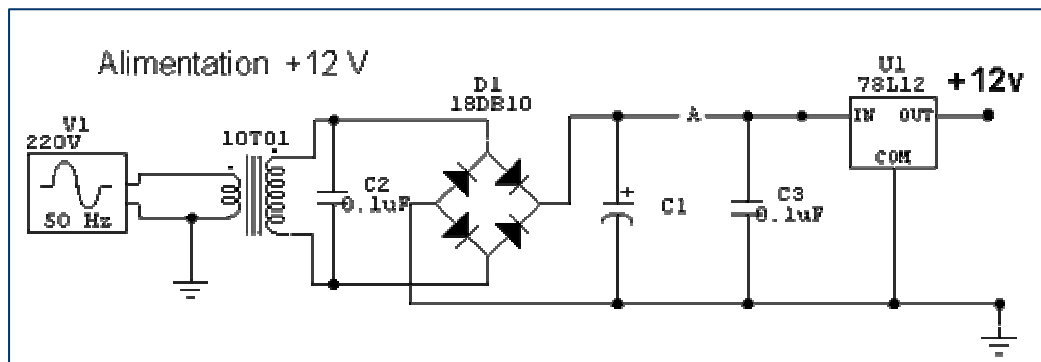 Alimentation +12 V
V1
220V
50 Hz
10TO1
C2
0.1uF
D1
18DB10
C1
A
C3
0.1uF
U1
78L12
IN OUT
COM
+12v